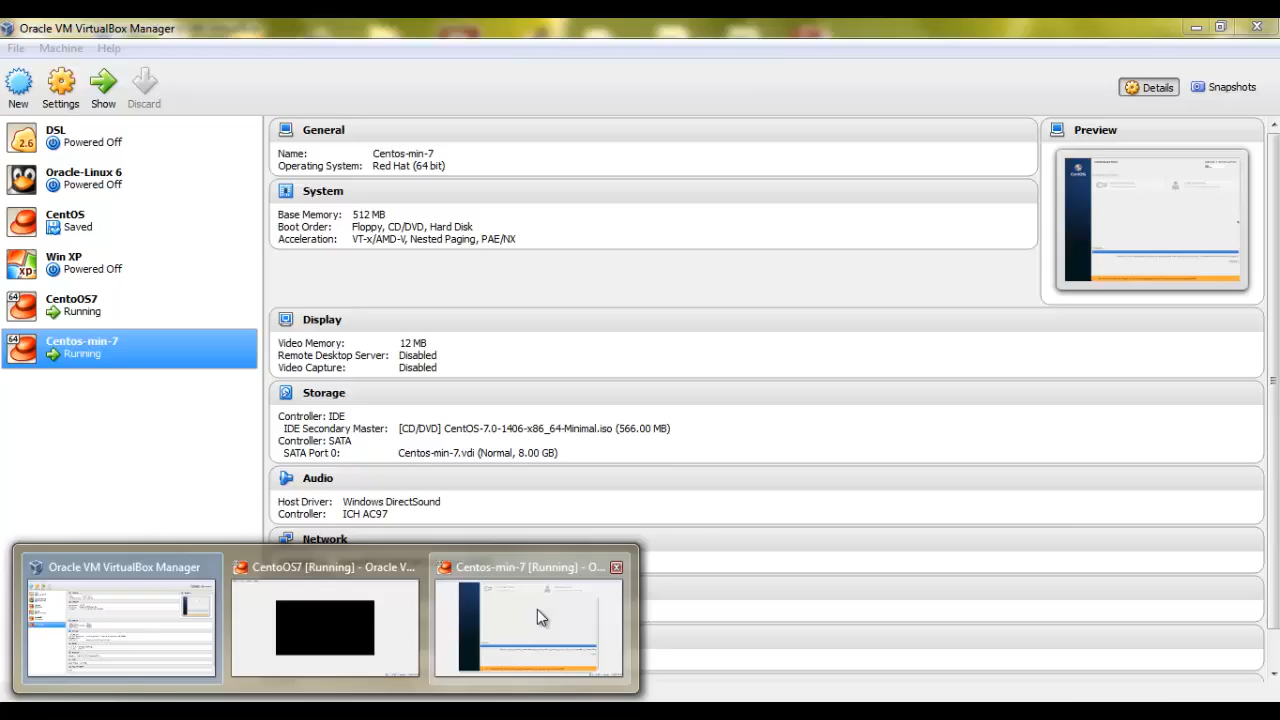 Oracle VM VirtualBox Manager
File Machine Help
New Settings Show Discard
Details Snapshots
DSL
2.6
Powered Off
Oracle-Linux 6
Powered Off
CentOS
Saved
Win XP
xp
Powered Off
64
CentoOS7
Running
64
Centos-min-7
Running
General
Name: Centos-min-7
Operating System: Red Hat (64 bit)
System
Base Memory: 512 MB
Boot Order: Floppy, CD/DVD, Hard Disk
Acceleration: VT-x/AMD-V, Nested Paging, PAE/NX
Preview
Display
Video Memory: 12 MB
Remote Desktop Server: Disabled
Video Capture: Disabled
Storage
Controller: IDE
IDE Secondary Master: [CD/DVD] CentOS-7.0-1406-x86_64-Minimal.iso (566.00 MB)
Controller: SATA
SATA Port 0: Centos-min-7.vdi (Normal, 8.00 GB)
Audio
Host Driver: Windows DirectSound
Controller: ICH AC97
Network
Oracle VM VirtualBox Manager
CentoOS7 [Running] - Oracle V...
Centos-min-7 [Running] - O...